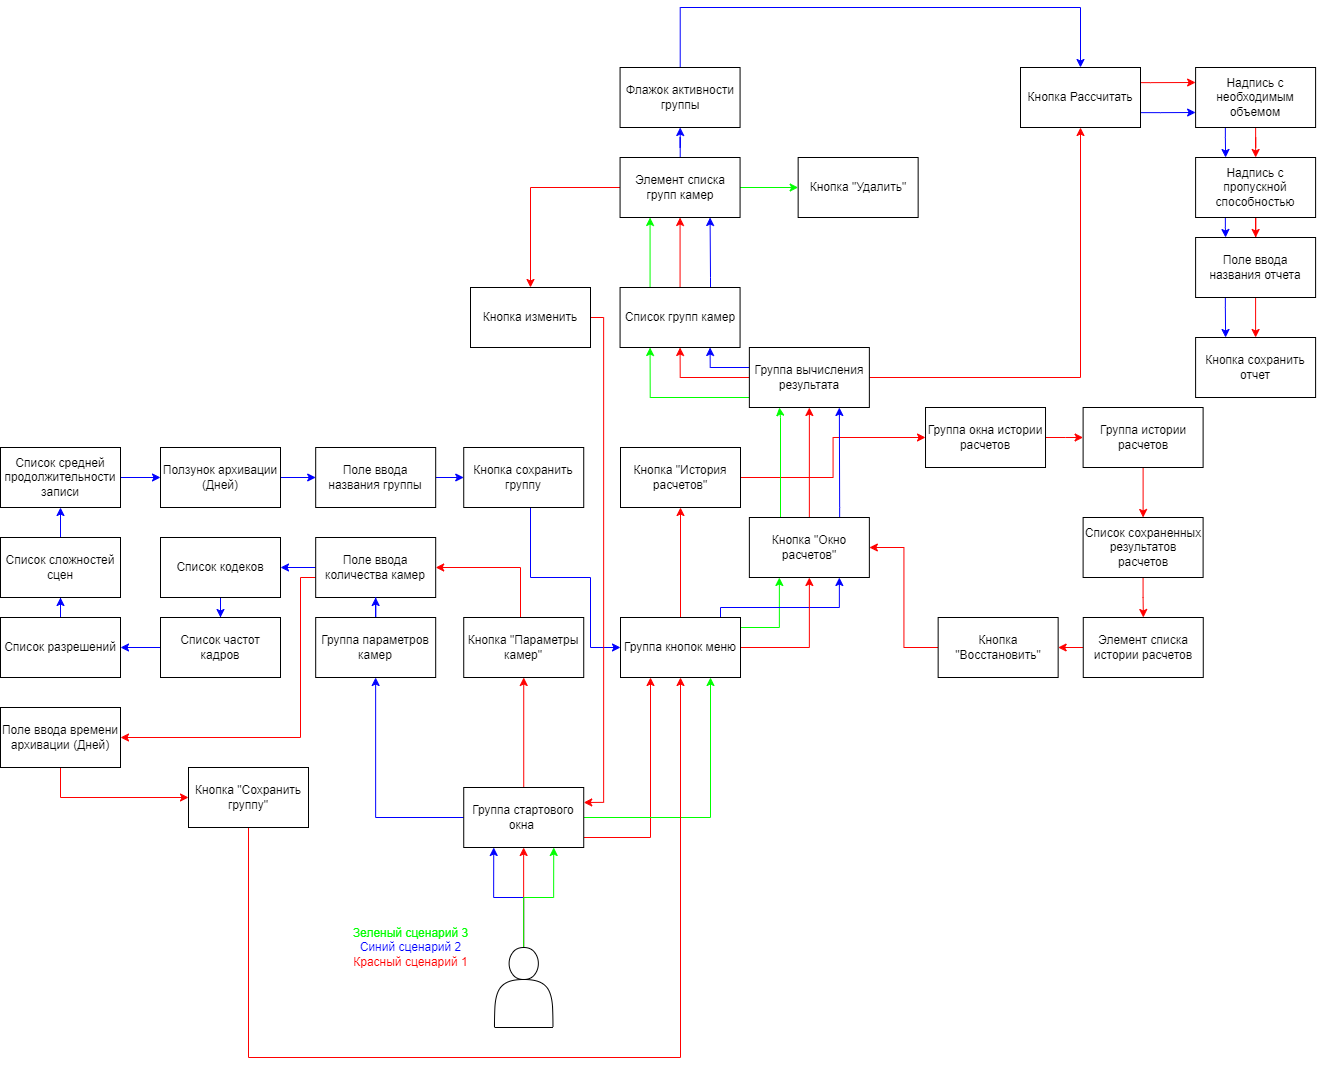 Флажок активности
группы
Кнопка Рассчитать
Надпись с
необходимым
объемом
Элемент списка
групп камер
Кнопка "Удалить"
Надпись с
пропускной
способностью
Поле ввода
названия отчета
Кнопка изменить
Список групп камер
Группа вычисления
результата
Кнопка сохранить
отчет
Группа окна истории
расчетов
Группа истории
расчетов
Список средней
продолжительности
записи
Ползунок архивации
(Дней)
Поле ввода
названия группы
Кнопка сохранить
группу
Кнопка "История
расчетов"
Кнопка "Окно
расчетов"
Список сохраненных
результатов
расчетов
Список сложностей
сцен
Список кодеков
Поле ввода
количества камер
Список разрешений
Список частот
кадров
Группа параметров
камер
Кнопка "Параметры
камер"
Группа кнопок меню
Кнопка
"Восстановить"
Элемент списка
истории расчетов
Поле ввода времени
архивации (Дней)
Кнопка "Сохранить
группу"
Группа стартового
окна
Зеленый сценарий 3
Синий сценарий 2
Красный сценарий 1